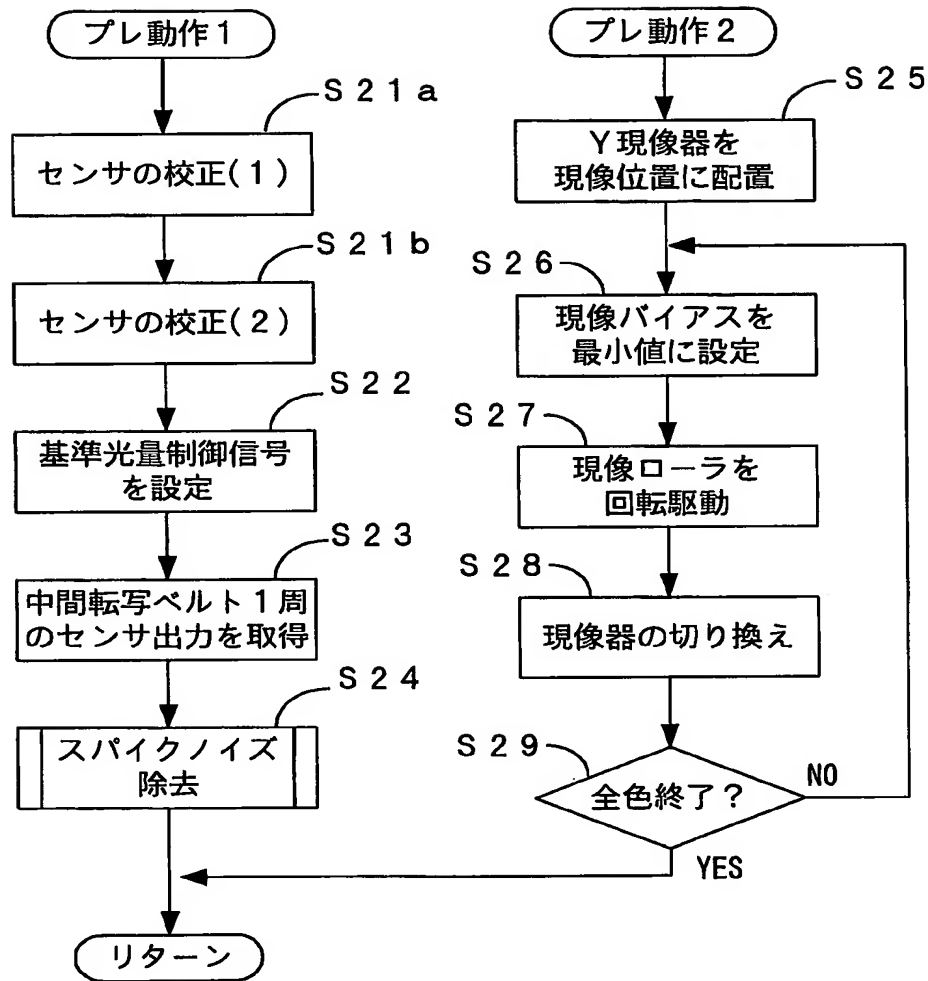 プレ動作1
S21a
センサの校正(1)
S21b
センサの校正(2)
S22
基準光量制御信号
を設定
S23
中間転写ベルト1周
のセンサ出力を取得
S24
スパイクノイズ
除去
リターン
プレ動作2
S25
Y現像器を
現像位置に配置
S26
現像バイアスを
最小値に設定
S27
現像ローラを
回転駆動
S28
現像器の切り換え
S29
全色終了?
NO
YES